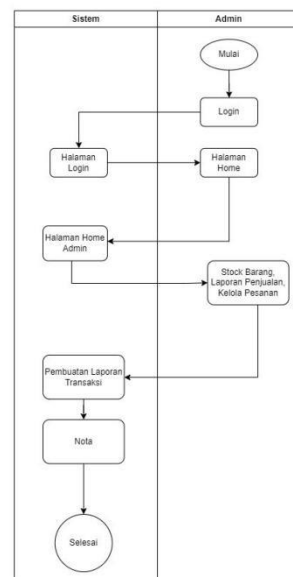 Sistem
Admin
Mulai
Login
Halaman
Login
Halaman
Home
Halaman Home
Admin
Stock Barang,
Laporan Penjualan,
Kelola Pesanan
Pembuatan Laporan
Transaksi
Nota
Selesai